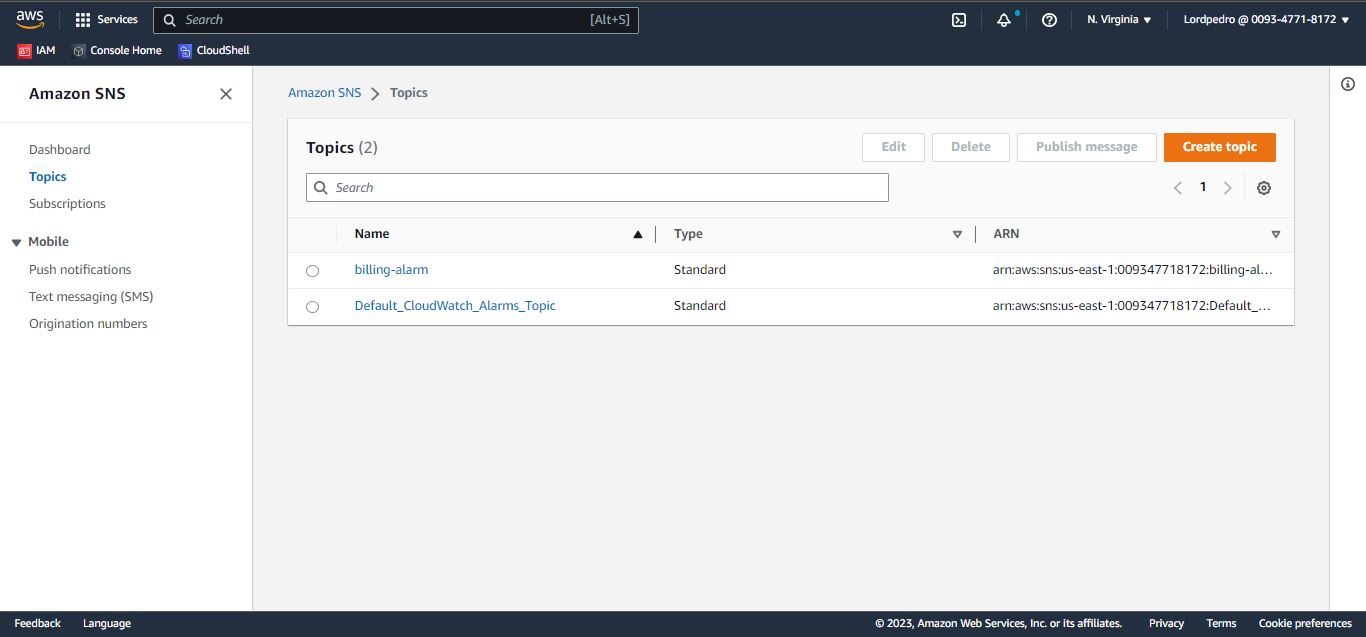 aws Services Search [Alt+S] N. Virginia Lordpedro @ 0093-4771-8172
IAM Console Home CloudShell
Amazon SNS
Dashboard
Topics
Subscriptions
Mobile
Push notifications
Text messaging (SMS)
Origination numbers
Amazon SNS Topics
Topics (2) Edit Delete Publish message Create topic
Search 1
Name Type ARN
billing-alarm Standard arn:aws:sns:us-east-1:009347718172:billing-al...
Default_CloudWatch_Alarms_Topic Standard arn:aws:sns:us-east-1:009347718172:Default_...
Feedback Language © 2023, Amazon Web Services, Inc. or its affiliates. Privacy Terms Cookie preferences